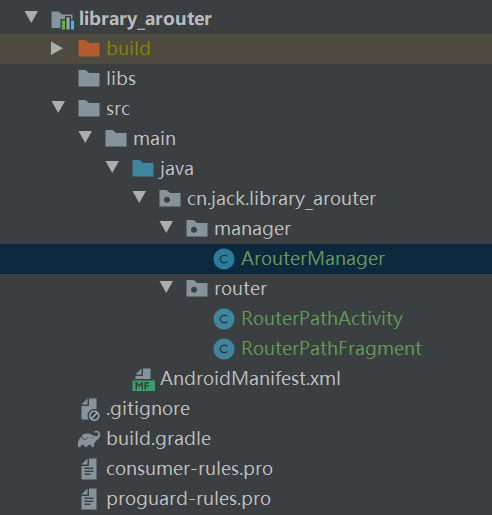 library_arouter
build
libs
src
main
java
cn.jack.library_arouter
manager
C ArouterManager
router
C RouterPathActivity
C RouterPathFragment
MF AndroidManifest.xml
.gitignore
build.gradle
consumer-rules.pro
proguard-rules.pro